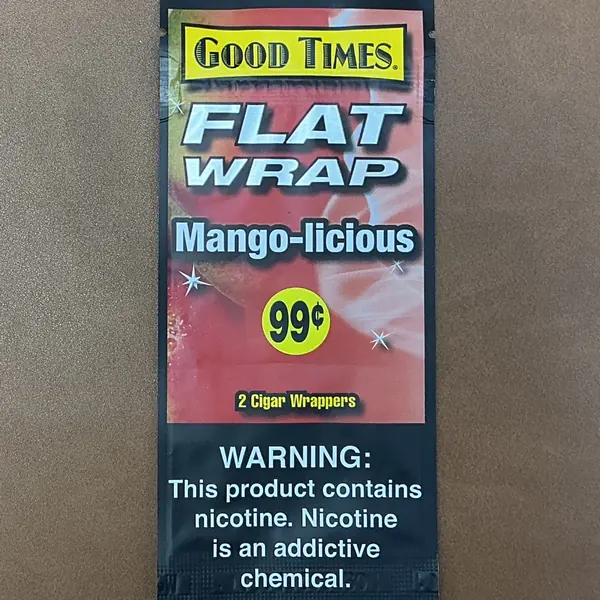 GOOD TIMES®
FLAT
WRAP
Mango-licious
99¢
2 Cigar Wrappers
WARNING:
This product contains
nicotine. Nicotine
is an addictive
chemical.